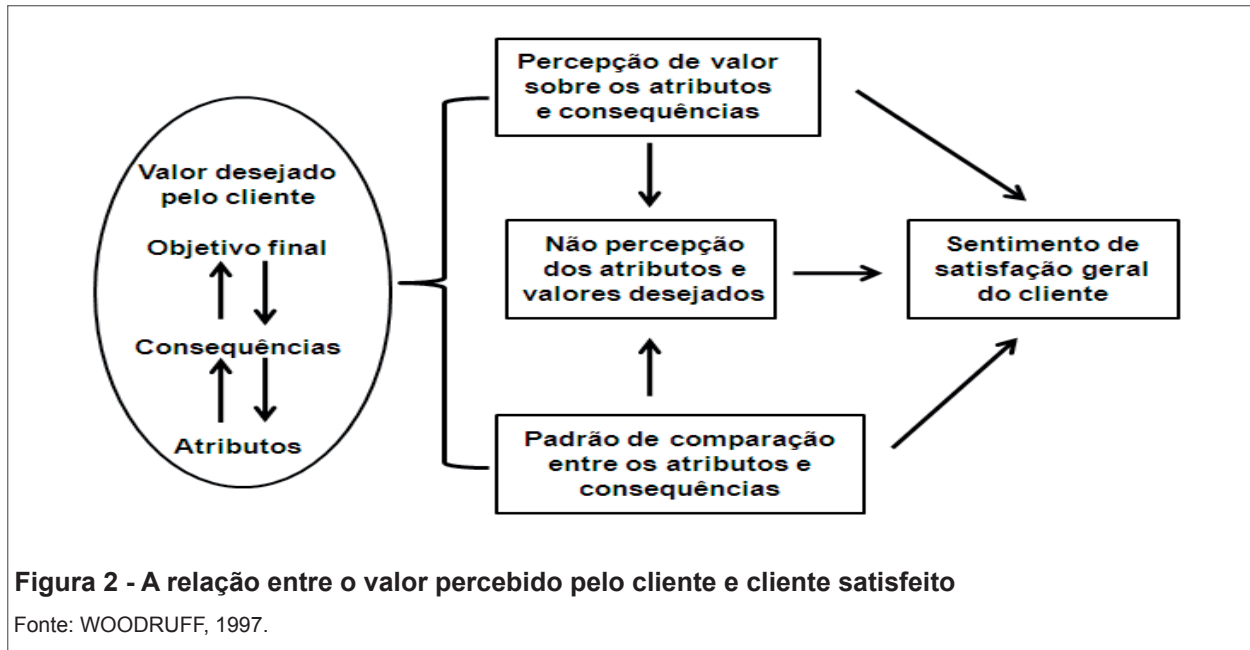 Valor desejado
pelo cliente
Objetivo final
Consequências
Atributos
Percepção de valor
sobre os atributos
e consequências
Não percepção
dos atributos e
valores desejados
Padrão de comparação
entre os atributos e
consequências
Sentimento de
satisfação geral
do cliente
Figura 2 - A relação entre o valor percebido pelo cliente e cliente satisfeito
Fonte: WOODRUFF, 1997.